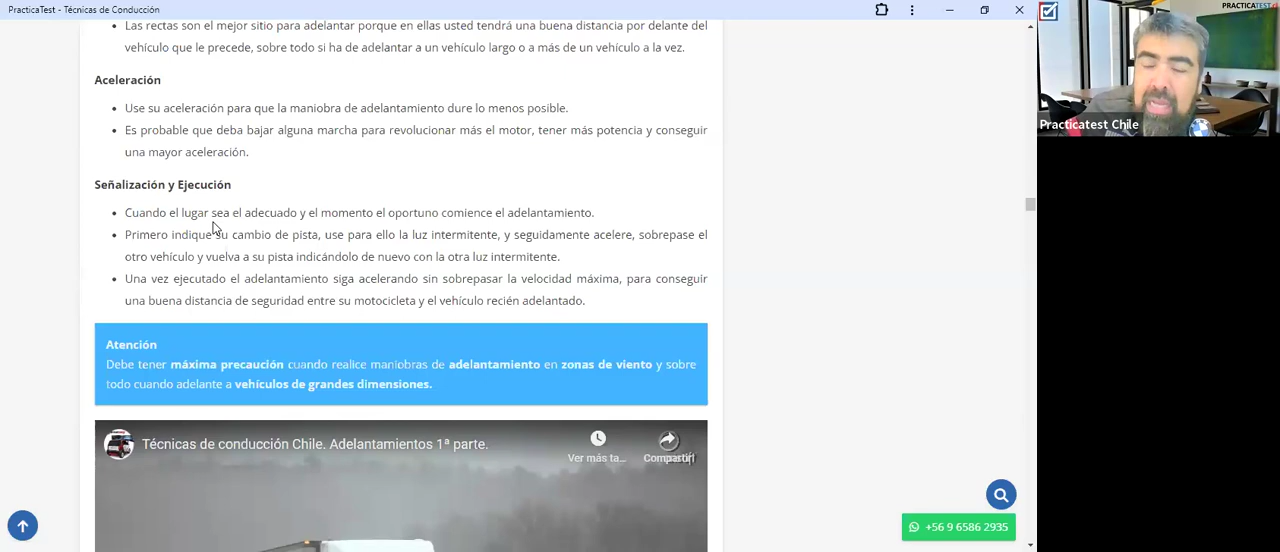 PracticaTest - Técnicas de Conducción
Las rectas son el mejor sitio para adelantar porque en ellas usted tendrá una buena distancia por delante del
vehículo que le precede, sobre todo si ha de adelantar a un vehículo largo o a más de un vehículo a la vez.
Aceleración
Use su aceleración para que la maniobra de adelantamiento dure lo menos posible.
Es probable que deba bajar alguna marcha para revolucionar más el motor, tener más potencia y conseguir
una mayor aceleración.
Señalización y Ejecución
Cuando el lugar sea el adecuado y el momento el oportuno comience el adelantamiento.
Primero indique su cambio de pista, use para ello la luz intermitente, y seguidamente acelere, sobrepase el
otro vehículo y vuelva a su pista indicándolo de nuevo con la otra luz intermitente.
Una vez ejecutado el adelantamiento siga acelerando sin sobrepasar la velocidad máxima, para conseguir
una buena distancia de seguridad entre su motocicleta y el vehículo recién adelantado.
Atención
Debe tener máxima precaución cuando realice maniobras de adelantamiento en zonas de viento y sobre
todo cuando adelante a vehículos de grandes dimensiones.
Técnicas de conducción Chile. Adelantamientos 1ª parte.
Ver más ta...
Compartir
+56 9 6586 2935
PRACTICATEST
Practicatest Chile